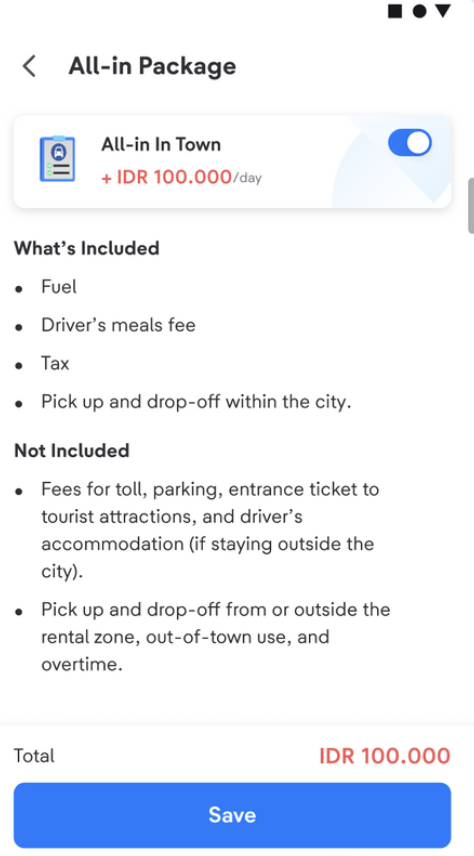 All-in Package
All-in In Town
+ IDR 100.000/day
What's Included
• Fuel
• Driver's meals fee
• Tax
• Pick up and drop-off within the city.
Not Included
• Fees for toll, parking, entrance ticket to
tourist attractions, and driver's
accommodation (if staying outside the
city).
• Pick up and drop-off from or outside the
rental zone, out-of-town use, and
overtime.
Total IDR 100.000
Save